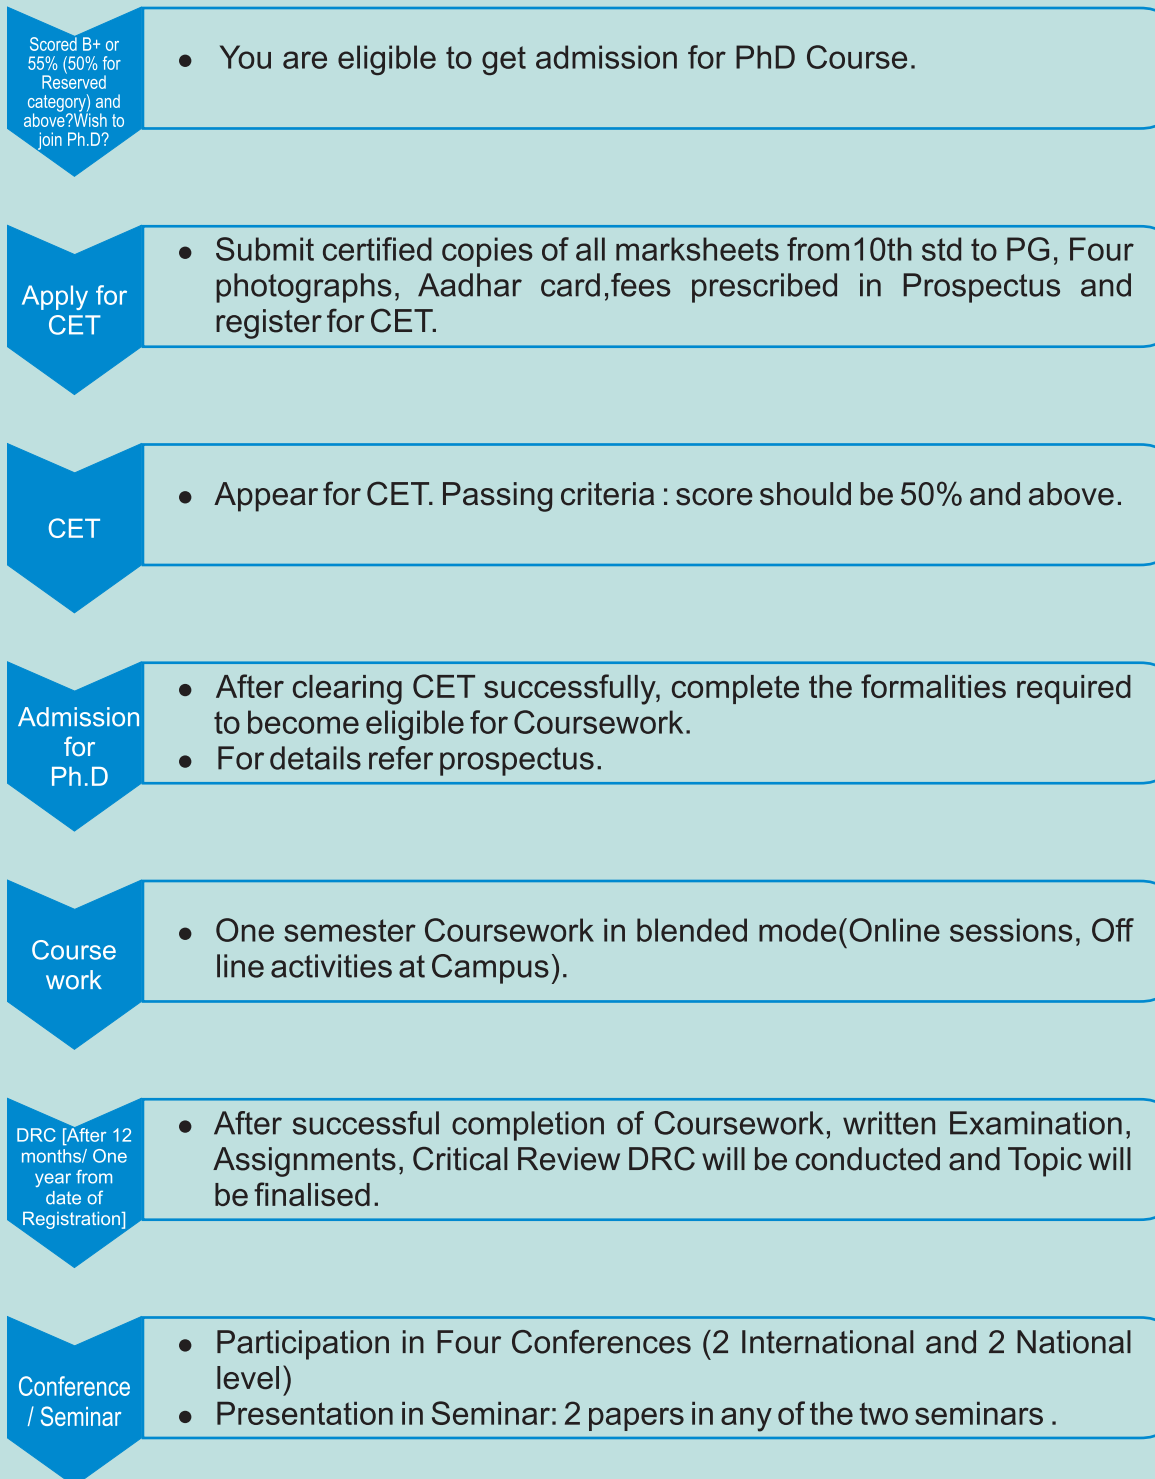 Scored B+ or
55% (50% for
Reserved
category) and
above?Wish to
join Ph.D?
● You are eligible to get admission for PhD Course.
Apply for
CET
● Submit certified copies of all marksheets from10th std to PG, Four
photographs, Aadhar card,fees prescribed in Prospectus and
register for CET.
CET
● Appear for CET. Passing criteria : score should be 50% and above.
Admission
for
Ph.D
● After clearing CET successfully, complete the formalities required
to become eligible for Coursework.
● For details refer prospectus.
Course
work
● One semester Coursework in blended mode(Online sessions, Off
line activities at Campus).
DRC [After 12
months/ One
year from
date of
Registration]
● After successful completion of Coursework, written Examination,
Assignments, Critical Review DRC will be conducted and Topic will
be finalised.
Conference
/ Seminar
● Participation in Four Conferences (2 International and 2 National
level)
● Presentation in Seminar: 2 papers in any of the two seminars .